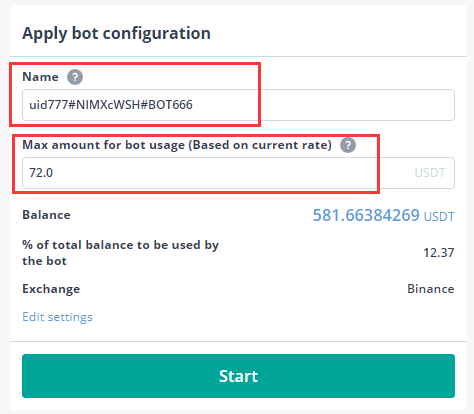 Apply bot configuration
Name ?
uid777#NIMXcWSH#BOT666
Max amount for bot usage (Based on current rate) ?
72.0 USDT
Balance 581.66384269 USDT
% of total balance to be used by
the bot 12.37
Exchange Binance
Edit settings
Start